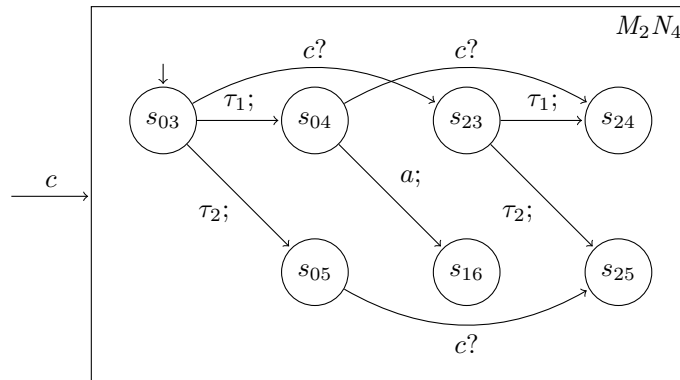 M₂N₄
c? c?
τ₁; τ₁;
s₀₃ s₀₄ s₂₃ s₂₄
a;
c
τ₂; τ₂;
s₀₅ s₁₆ s₂₅
c?